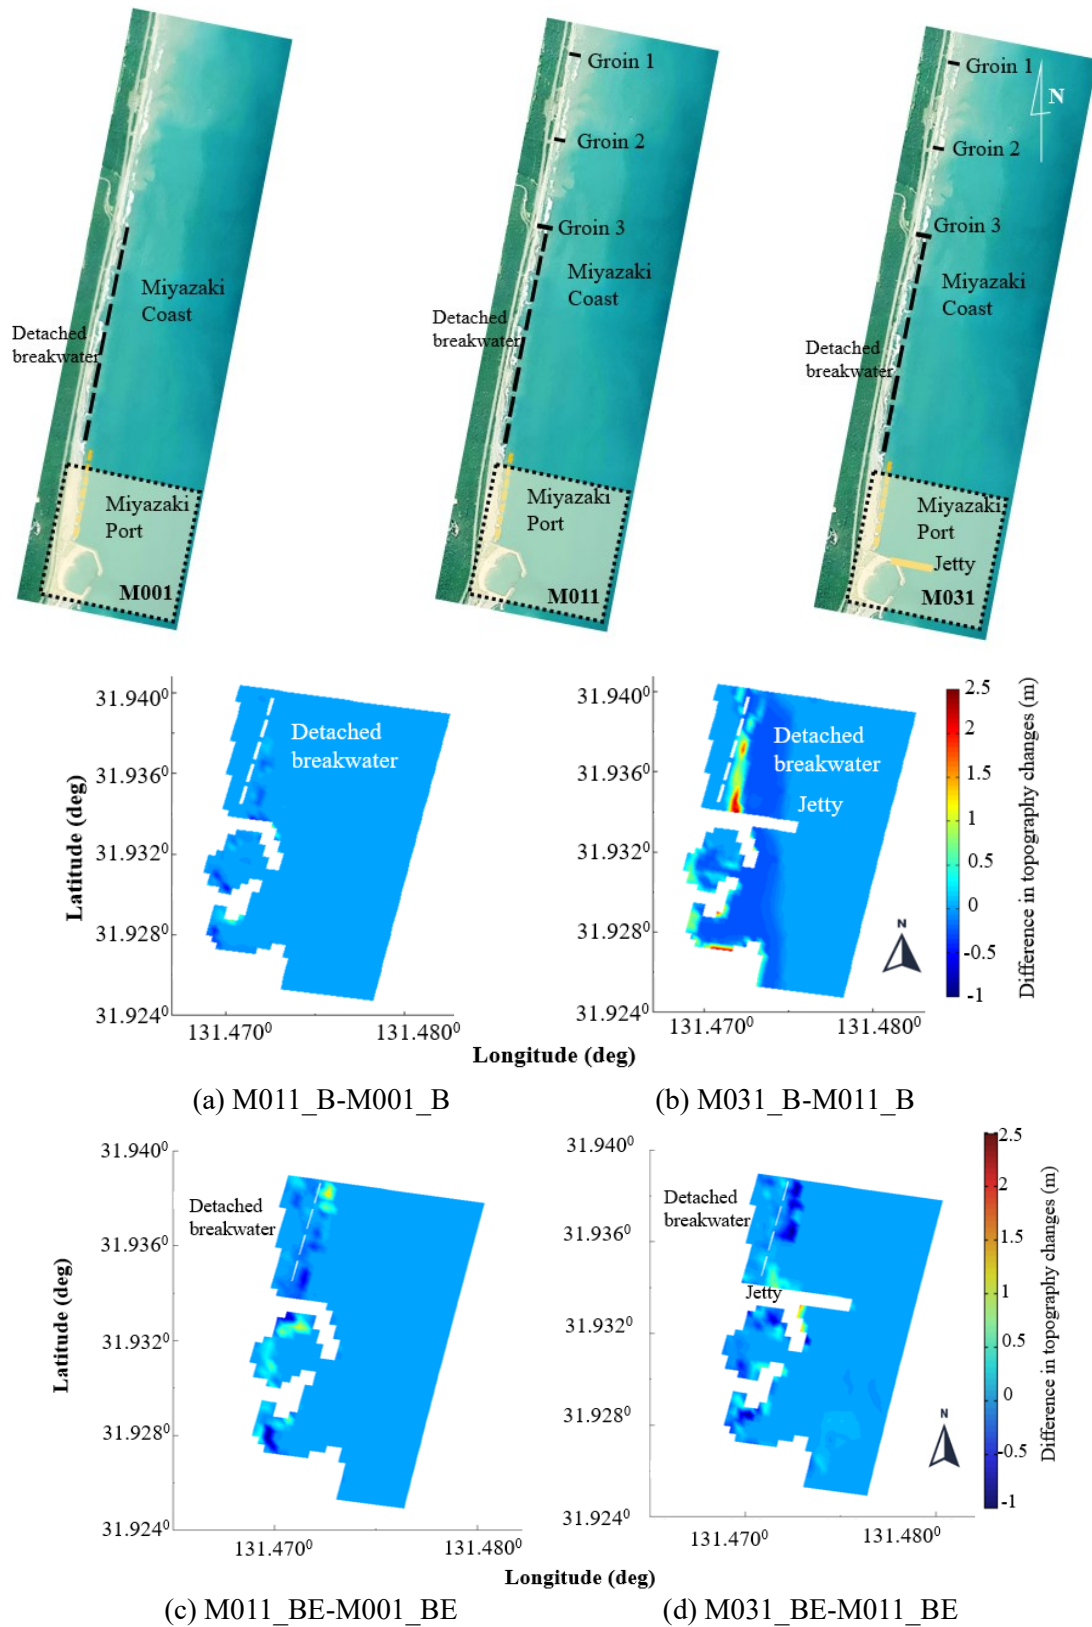 Detached
breakwater
Miyazaki
Coast
Miyazaki
Port
M001
Groin 1
Groin 2
Groin 3
Miyazaki
Coast
Detached
breakwater
Miyazaki
Port
M011
Groin 1
N
Groin 2
Groin 3
Miyazaki
Coast
Detached
breakwater
Miyazaki
Port
Jetty
M031
Latitude (deg)
31.940⁰
31.936⁰
31.932⁰
31.928⁰
31.924⁰
131.470⁰
131.480⁰
Detached
breakwater
31.940⁰
31.936⁰
31.932⁰
31.928⁰
31.924⁰
131.470⁰
131.480⁰
Detached
breakwater
Jetty
N
2.5
2
1.5
1
0.5
0
-0.5
-1
Difference in topography changes (m)
Longitude (deg)
(a) M011_B-M001_B
(b) M031_B-M011_B
Latitude (deg)
31.940⁰
31.936⁰
31.932⁰
31.928⁰
31.924⁰
131.470⁰
131.480⁰
Detached
breakwater
31.940⁰
31.936⁰
31.932⁰
31.928⁰
31.924⁰
131.470⁰
131.480⁰
Detached
breakwater
Jetty
N
2.5
2
1.5
1
0.5
0
-0.5
-1
Difference in topography changes (m)
Longitude (deg)
(c) M011_BE-M001_BE
(d) M031_BE-M011_BE